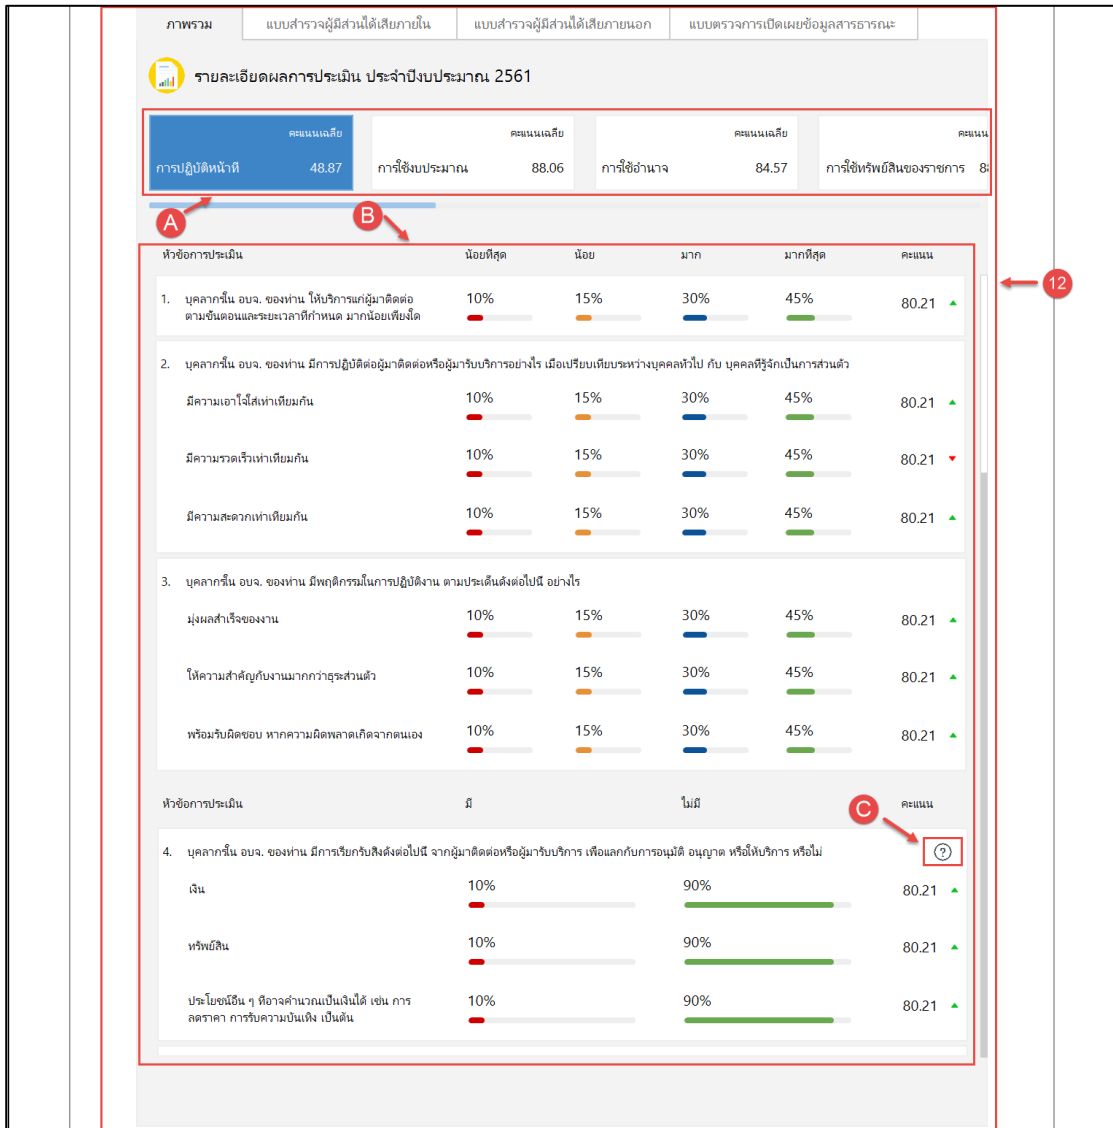 ภาพรวม แบบสำรวจผู้มีส่วนได้เสียภายใน แบบสำรวจผู้มีส่วนได้เสียภายนอก แบบตรวจการเปิดเผยข้อมูลสารธารณะ
รายละเอียดผลการประเมิน ประจำปีงบประมาณ 2561
คะแนนเฉลีย คะแนนเฉลีย คะแนนเฉลีย คะแนน
การปฏิบัติหน้าที 48.87 การใช้งบประมาณ 88.06 การใช้อำนาจ 84.57 การใช้ทรัพย์สินของราชการ
A
B
หัวข้อการประเมิน น้อยทีสุด น้อย มาก มากทีสุด คะแนน
12
1. บุคลากรใน อบจ. ของท่าน ให้บริการแก่ผู้มาติดต่อ 10% 15% 30% 45% 80.21
ตามขันตอนและระยะเวลาทีกำหนด มากน้อยเพียงใด
2. บุคลากรใน อบจ. ของท่าน มีการปฏิบัติต่อผู้มาติดต่อหรือผู้มารับบริการอย่างไร เมือเปรียบเทียบระหว่างบุคคลทัวไป กับ บุคคลทีรู้จักเป็นการส่วนตัว
มีความเอาใจใส่เท่าเทียมกัน 10% 15% 30% 45% 80.21
มีความรวดเร็วเท่าเทียมกัน 10% 15% 30% 45% 80.21
มีความสะดวกเท่าเทียมกัน 10% 15% 30% 45% 80.21
3. บุคลากรใน อบจ. ของท่าน มีพฤติกรรมในการปฏิบัติงาน ตามประเด็นดังต่อไปนี อย่างไร
มุ่งผลสำเร็จของงาน 10% 15% 30% 45% 80.21
ให้ความสำคัญกับงานมากกว่าธุระส่วนตัว 10% 15% 30% 45% 80.21
พร้อมรับผิดชอบ หากความผิดพลาดเกิดจากตนเอง 10% 15% 30% 45% 80.21
หัวข้อการประเมิน มี ไม่มี คะแนน
C
4. บุคลากรใน อบจ. ของท่าน มีการเรียกรับสิงดังต่อไปนี จากผู้มาติดต่อหรือผู้มารับบริการ เพือแลกกับการอนุมัติ อนุญาต หรือให้บริการ หรือไม่ ?
เงิน 10% 90% 80.21
ทรัพย์สิน 10% 90% 80.21
ประโยชน์อืน ๆ ทีอาจคำนวณเป็นเงินได้ เช่น การ 10% 90% 80.21
ลดราคา การรับความบันเทิง เป็นต้น